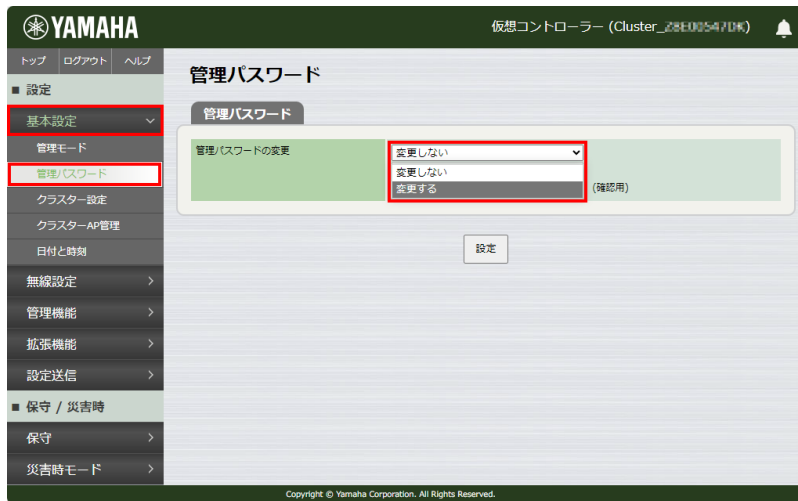 YAMAHA
仮想コントローラー (Cluster_
トップ ログアウト ヘルプ
■ 設定
基本設定
管理モード
管理パスワード
クラスター設定
クラスターAP管理
日付と時刻
無線設定
管理機能
拡張機能
設定送信
■ 保守 / 災害時
保守
災害時モード
管理パスワード
管理パスワード
管理パスワードの変更
変更しない
変更しない
変更する
(確認用)
設定
Copyright © Yamaha Corporation. All Rights Reserved.